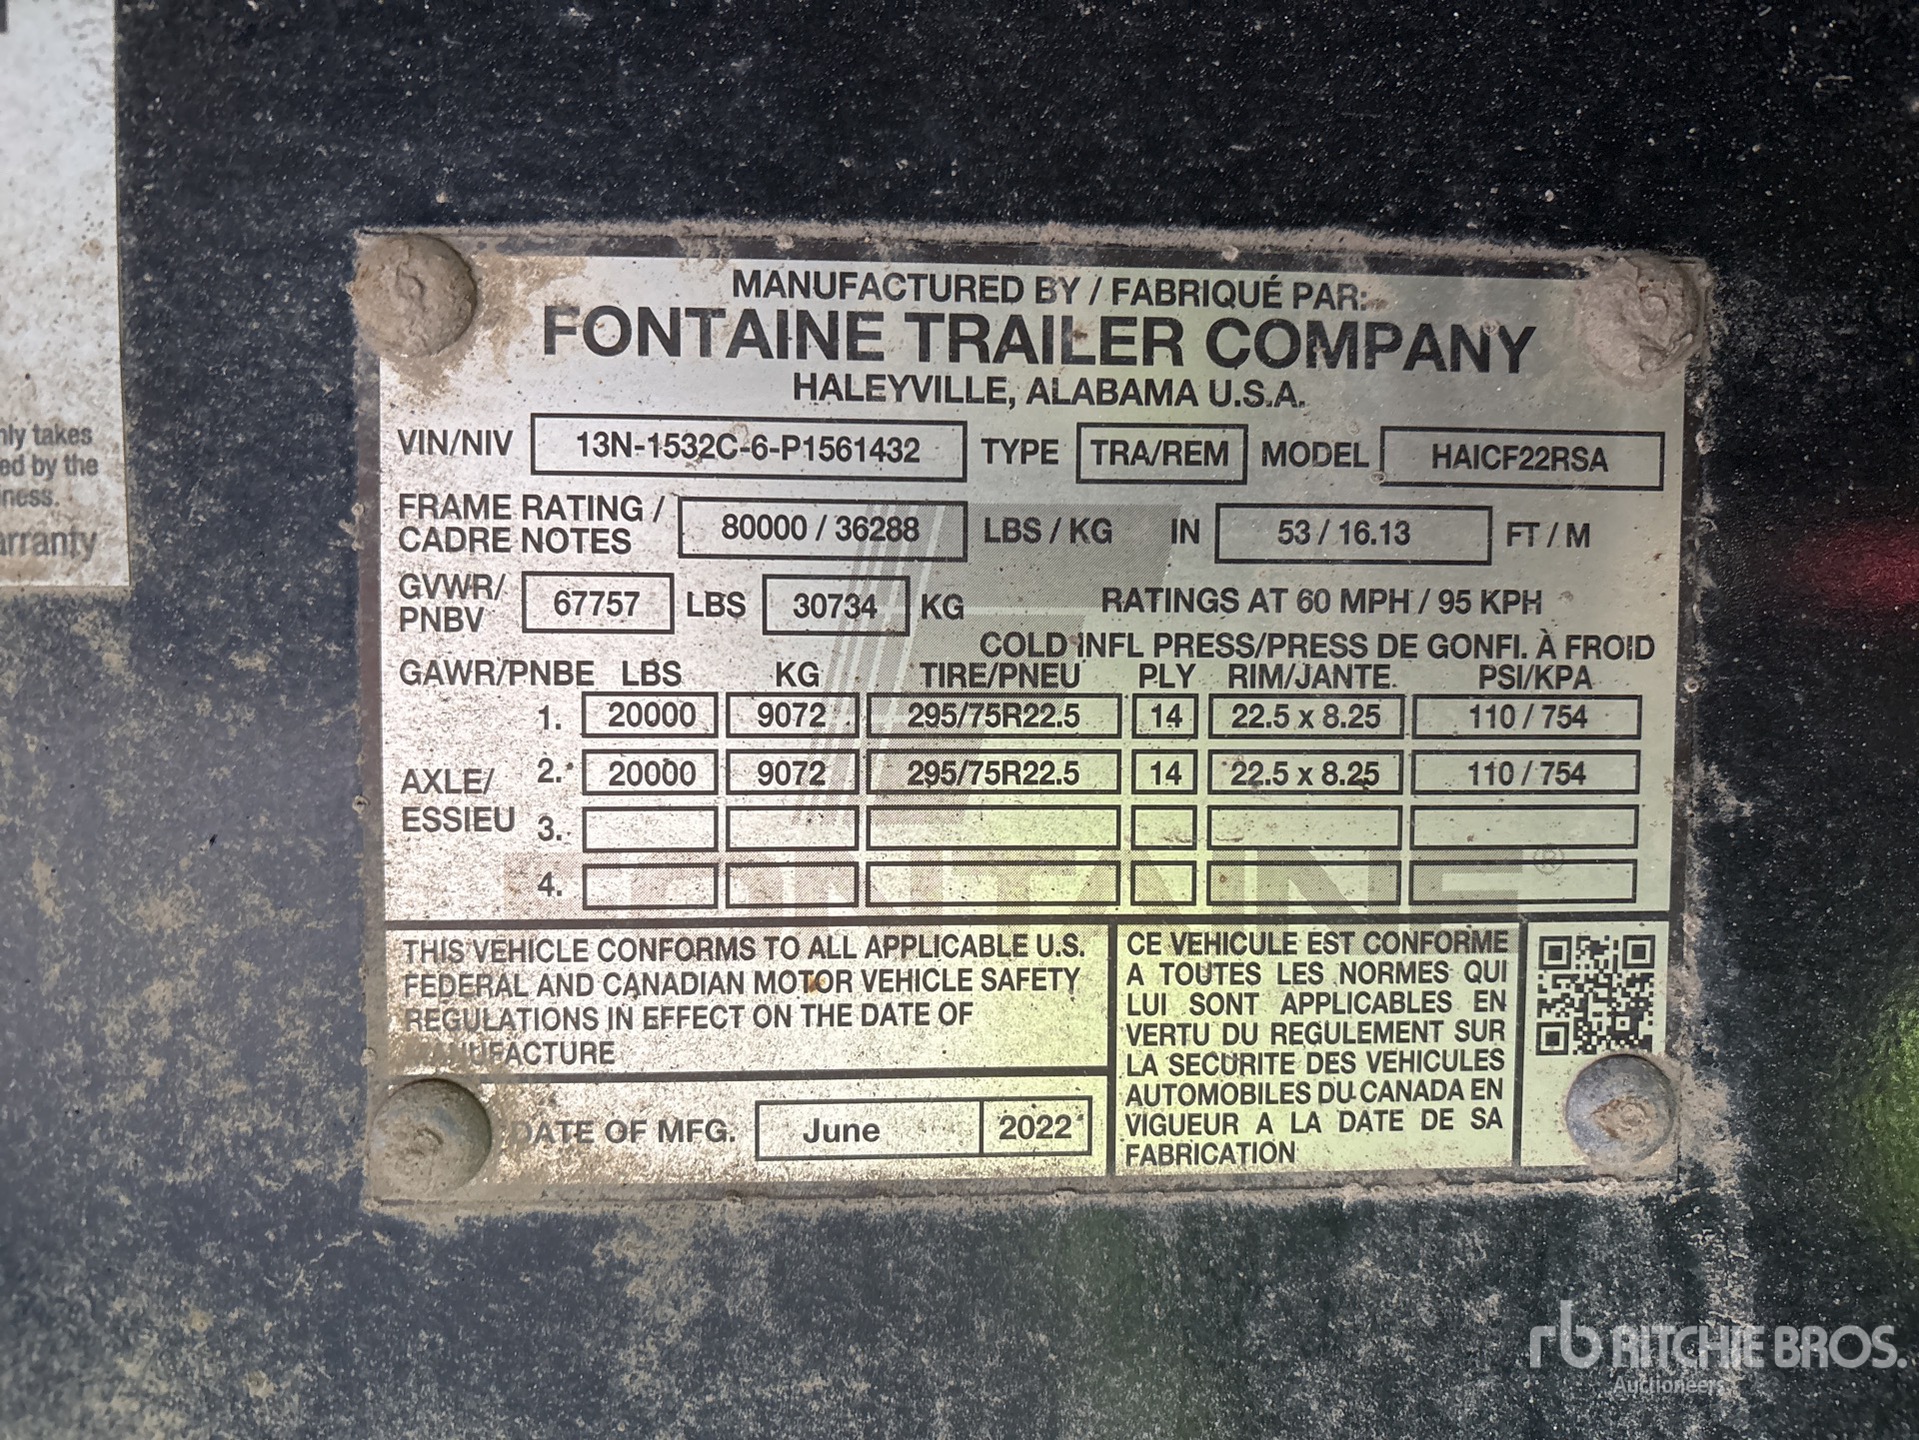 nly takes
ed by the
ness.
arranty
MANUFACTURED BY / FABRIQUÉ PAR:
FONTAINE TRAILER COMPANY
HALEYVILLE, ALABAMA U.S.A.
VIN/NIV 13N-1532C-6-P1561432 TYPE TRA/REM MODEL HAICF22RSA
FRAME RATING / CADRE NOTES 80000 / 36288 LBS / KG IN 53 / 16.13 FT / M
GVWR/ PNBV 67757 LBS 30734 KG RATINGS AT 60 MPH / 95 KPH
COLD INFL PRESS/PRESS DE GONFI. À FROID
GAWR/PNBE LBS KG TIRE/PNEU PLY RIM/JANTE PSI/KPA
1. 20000 9072 295/75R22.5 14 22.5 x 8.25 110 / 754
AXLE/ ESSIEU 2. 20000 9072 295/75R22.5 14 22.5 x 8.25 110 / 754
3.
4.
FONTAINE ®
THIS VEHICLE CONFORMS TO ALL APPLICABLE U.S.
FEDERAL AND CANADIAN MOTOR VEHICLE SAFETY
REGULATIONS IN EFFECT ON THE DATE OF
MANUFACTURE
DATE OF MFG. June 2022
CE VEHICULE EST CONFORME
A TOUTES LES NORMES QUI
LUI SONT APPLICABLES EN
VERTU DU REGULEMENT SUR
LA SECURITE DES VEHICULES
AUTOMOBILES DU CANADA EN
VIGUEUR A LA DATE DE SA
FABRICATION
rb RITCHIE BROS.
Auctioneers